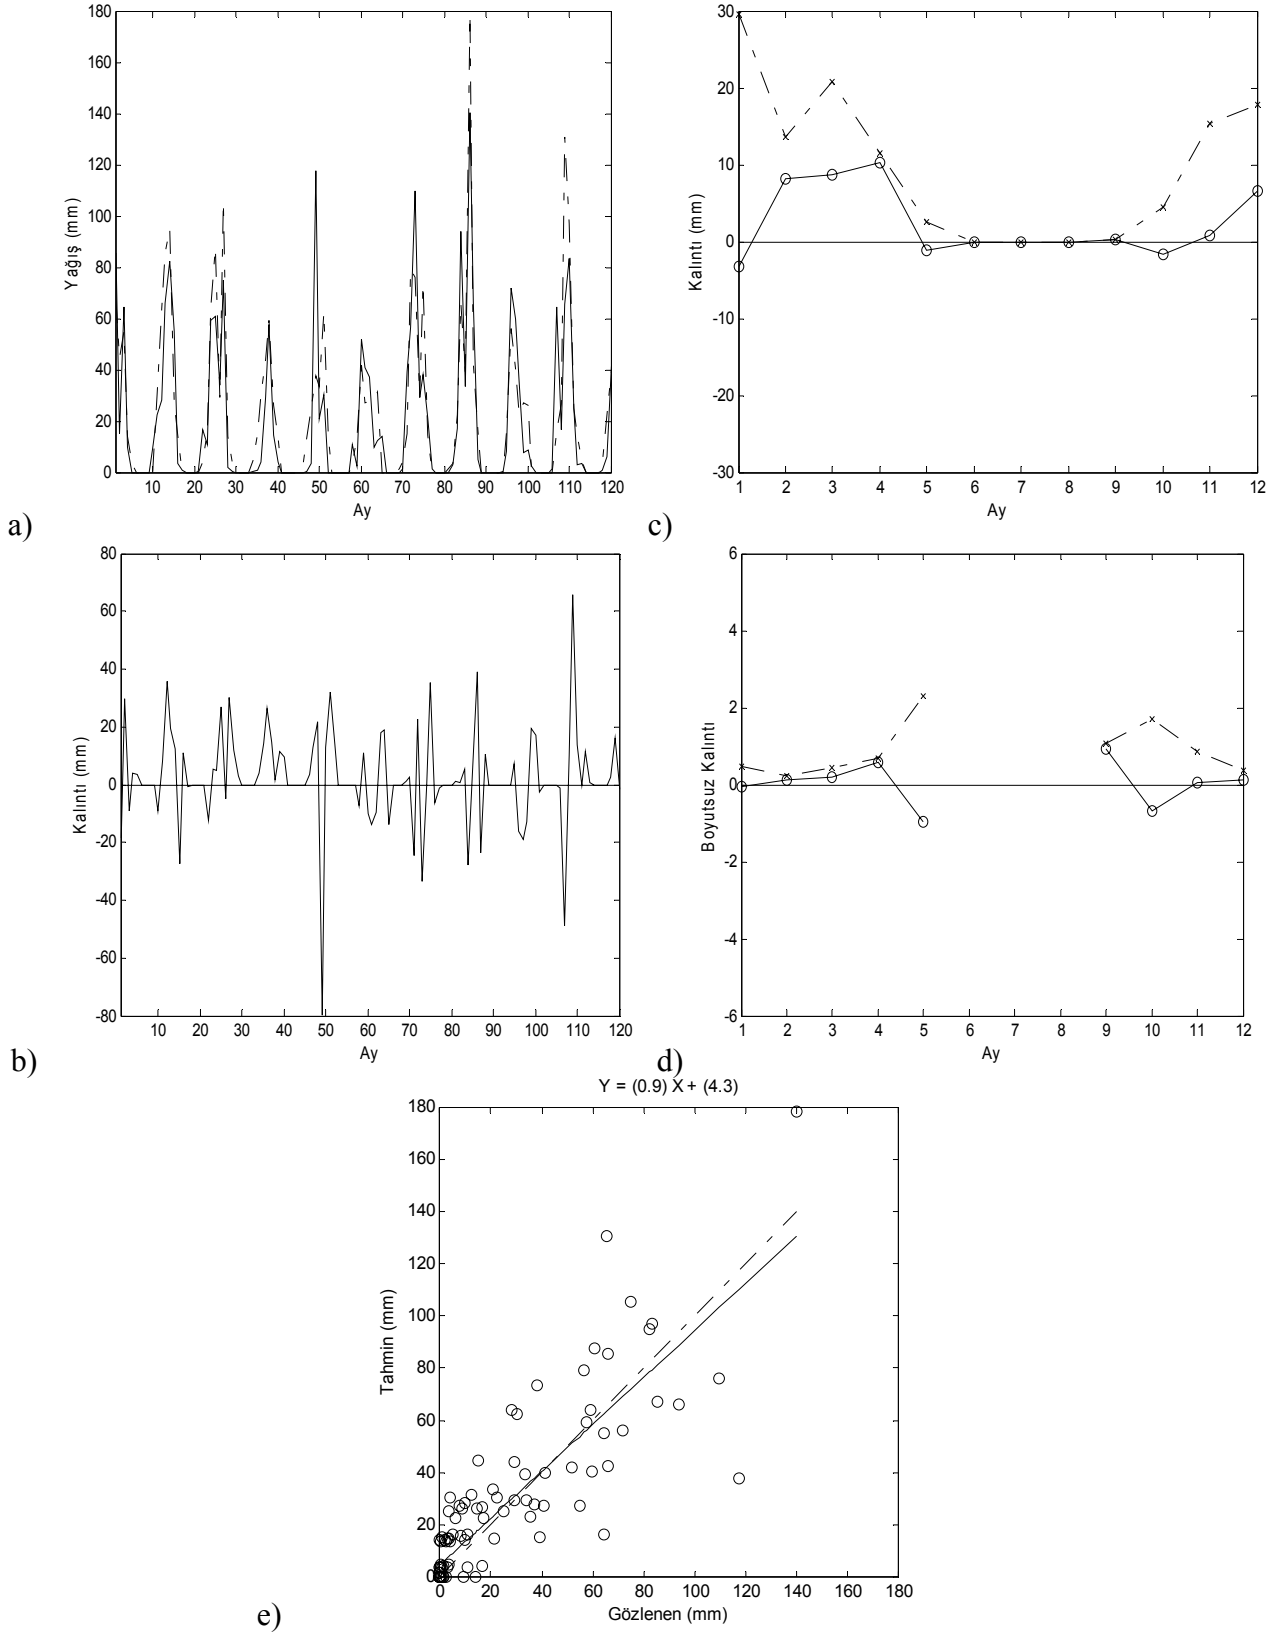 180
160
140
120
100
80
60
40
20
0
Yağış (mm)
10 20 30 40 50 60 70 80 90 100 110 120
Ay
a)
30
20
10
0
-10
-20
-30
Kalıntı (mm)
1 2 3 4 5 6 7 8 9 10 11 12
Ay
c)
80
60
40
20
0
-20
-40
-60
-80
Kalıntı (mm)
10 20 30 40 50 60 70 80 90 100 110 120
Ay
b)
6
4
2
0
-2
-4
-6
Boyutsuz Kalıntı
1 2 3 4 5 6 7 8 9 10 11 12
Ay
d)
Y = (0.9) X + (4.3)
180
160
140
120
100
80
60
40
20
0
Tahmin (mm)
0 20 40 60 80 100 120 140 160 180
Gözlenen (mm)
e)